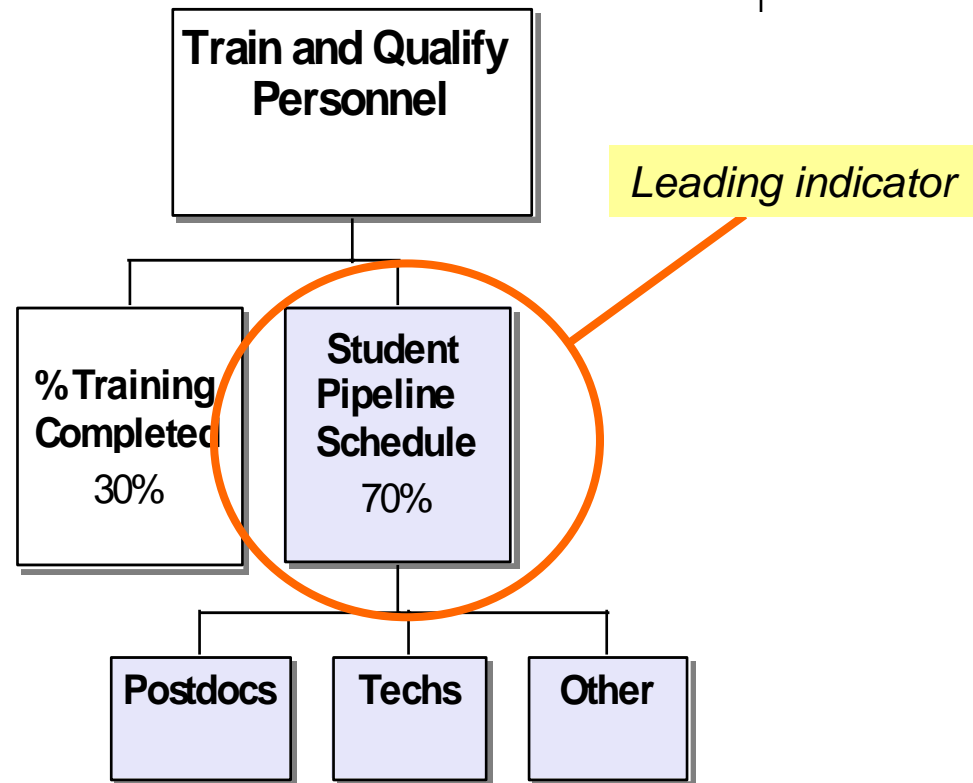 Train and Qualify
Personnel
Leading indicator
% Training
Completed
30%
Student
Pipeline
Schedule
70%
Postdocs
Techs
Other